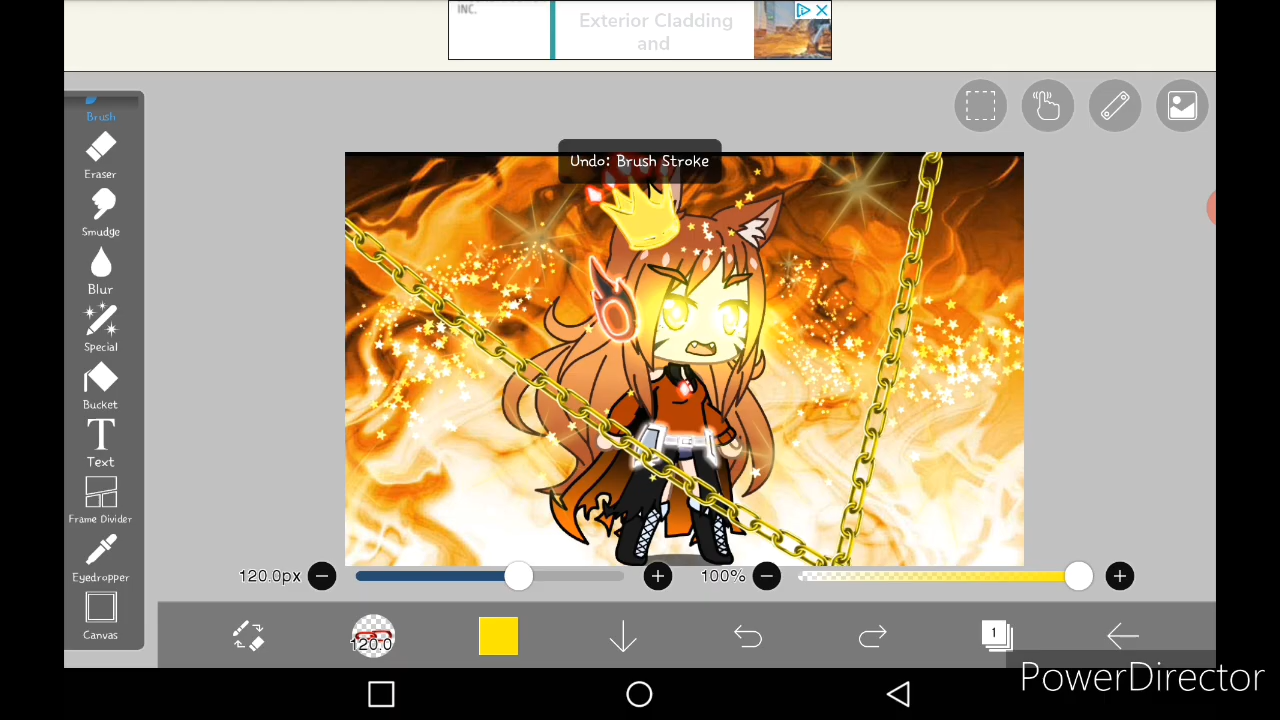 INC.
Exterior Cladding
and
Undo: Brush Stroke
Brush
Eraser
Smudge
Blur
Special
Bucket
T
Text
Frame Divider
Eyedropper
Canvas
120.0px
100%
120.0
1
PowerDirector